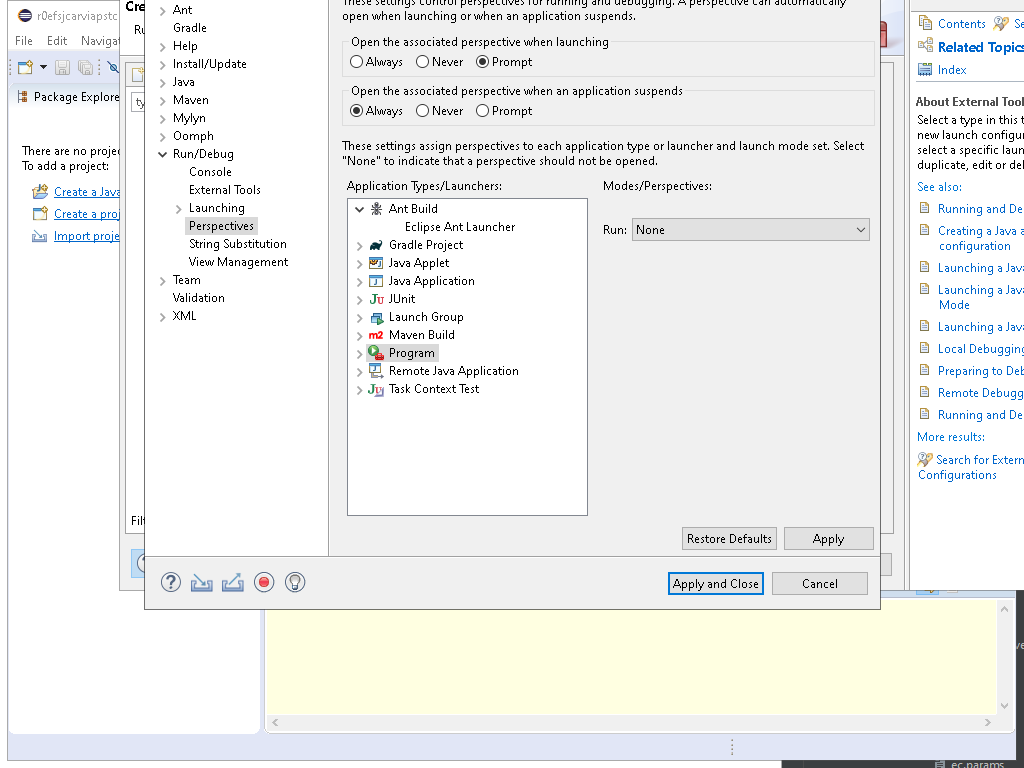 r0efsjcarviapstc
File Edit Navigat
Package Explore
There are no projec
To add a project:
Create a Java
Create a proj
Import proje
Cre
Ru
ty
Filt
Ant
Gradle
Help
Install/Update
Java
Maven
Mylyn
Oomph
Run/Debug
Console
External Tools
Launching
Perspectives
String Substitution
View Management
Team
Validation
XML
These settings control perspectives for running and debugging. A perspective can automatically
open when launching or when an application suspends.
Open the associated perspective when launching
Always Never Prompt
Open the associated perspective when an application suspends
Always Never Prompt
These settings assign perspectives to each application type or launcher and launch mode set. Select
"None" to indicate that a perspective should not be opened.
Application Types/Launchers:
Modes/Perspectives:
Ant Build
Eclipse Ant Launcher
Gradle Project
Java Applet
Java Application
JUnit
Launch Group
Maven Build
Program
Remote Java Application
Task Context Test
Run: None
Restore Defaults Apply
Apply and Close Cancel
Contents Se
Related Topics
Index
About External Tool
Select a type in this t
new launch configur
select a specific laun
duplicate, edit or del
See also:
Running and De
Creating a Java a
configuration
Launching a Java
Launching a Java
Mode
Launching a Java
Local Debugging
Preparing to Deb
Remote Debugg
Running and De
More results:
Search for Extern
Configurations
ec.params